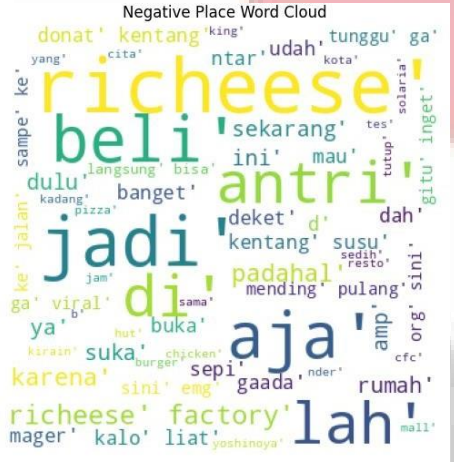 Negative Place Word Cloud
donat' kentang'
king'
tunggu' ga'
yang'
cita'
ntar'
udah'
kota'
sampe' ke'
richeese'
solaria'
beli'
sekarang'
tes'
inget'
langsung' bisa'
ini'
mau'
tutup'
gitu'
dulu'
banget'
antri'
kadang'
pizza'
deket'
d'
dah'
ke' jalan'
jadi'
kentang' susu'
sedih'
resto'
jam'
di'
padahal'
sini'
sama'
mending' pulang'
ga' viral'
b'
ya'
buka'
aja'
amp'
org'
hut'
kirain'
suka'
chicken'
burger'
sepi'
nder'
cfc'
karena'
sini' emg'
gaada'
rumah'
richeese' factory'
lah'
mall'
mager'
kalo'
liat'
yoshinoya'